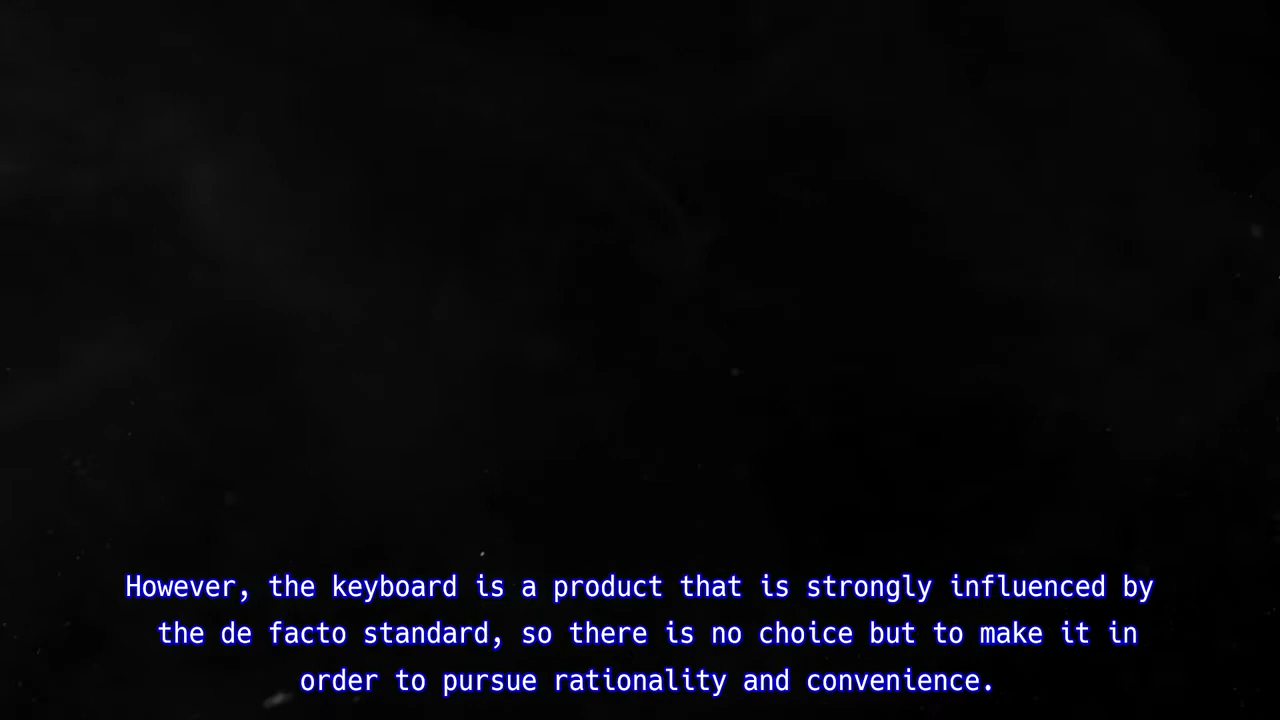 However, the keyboard is a product that is strongly influenced by
the de facto standard, so there is no choice but to make it in
order to pursue rationality and convenience.